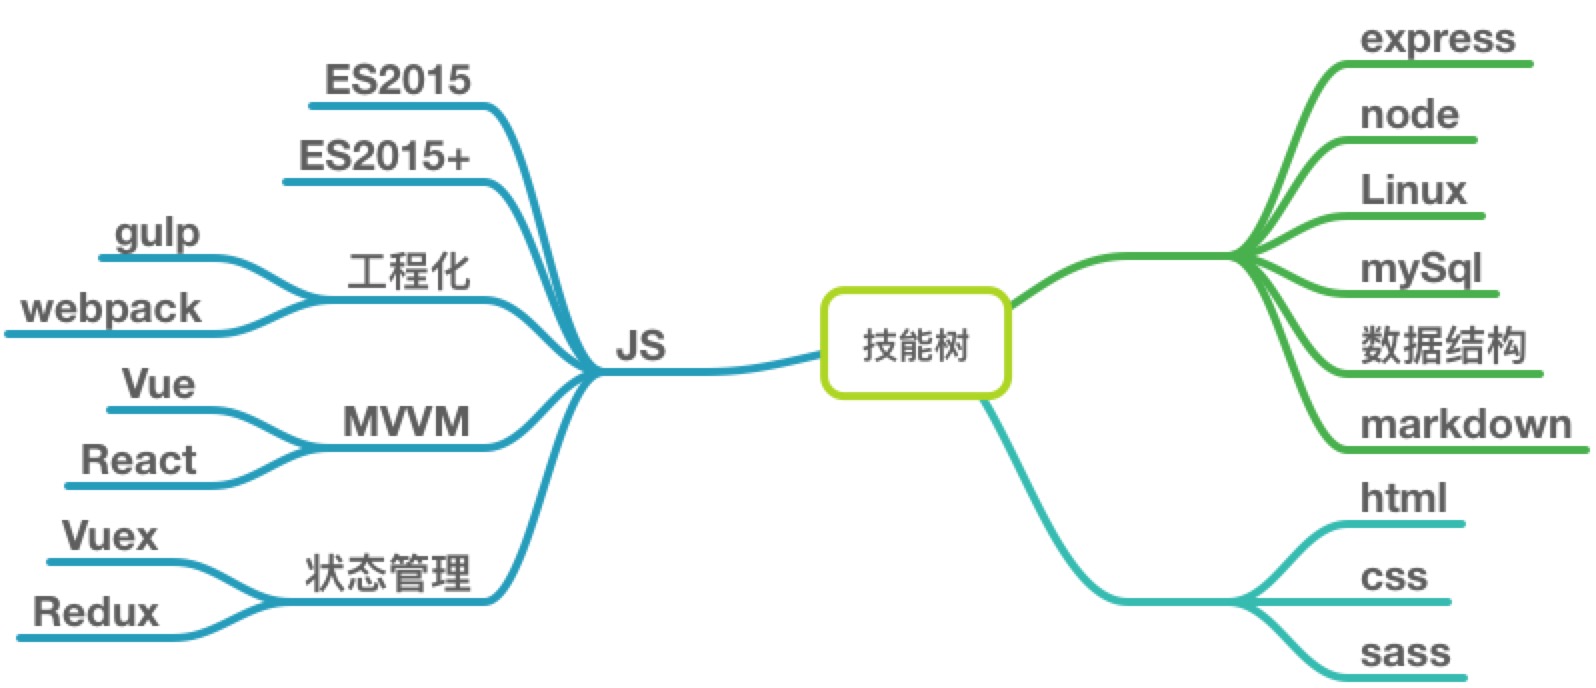 ES2015
ES2015+
gulp
工程化
webpack
JS
Vue
MVVM
React
Vuex
状态管理
Redux
技能树
express
node
Linux
mySql
数据结构
markdown
html
css
sass